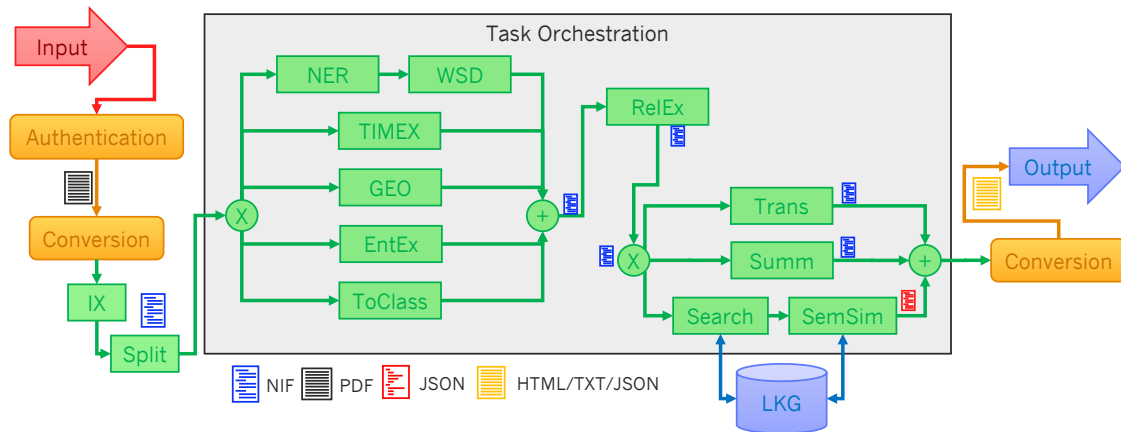 Task Orchestration
Input
Authentication
Conversion
IX
Split
X
NER
WSD
TIMEX
GEO
EntEx
ToClass
+
RelEx
X
Trans
Summ
Search
SemSim
+
LKG
Output
Conversion
NIF
PDF
JSON
HTML/TXT/JSON